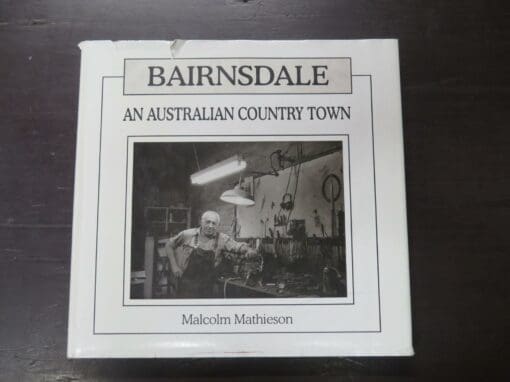 BAIRNSDALE
AN AUSTRALIAN COUNTRY TOWN
Malcolm Mathieson